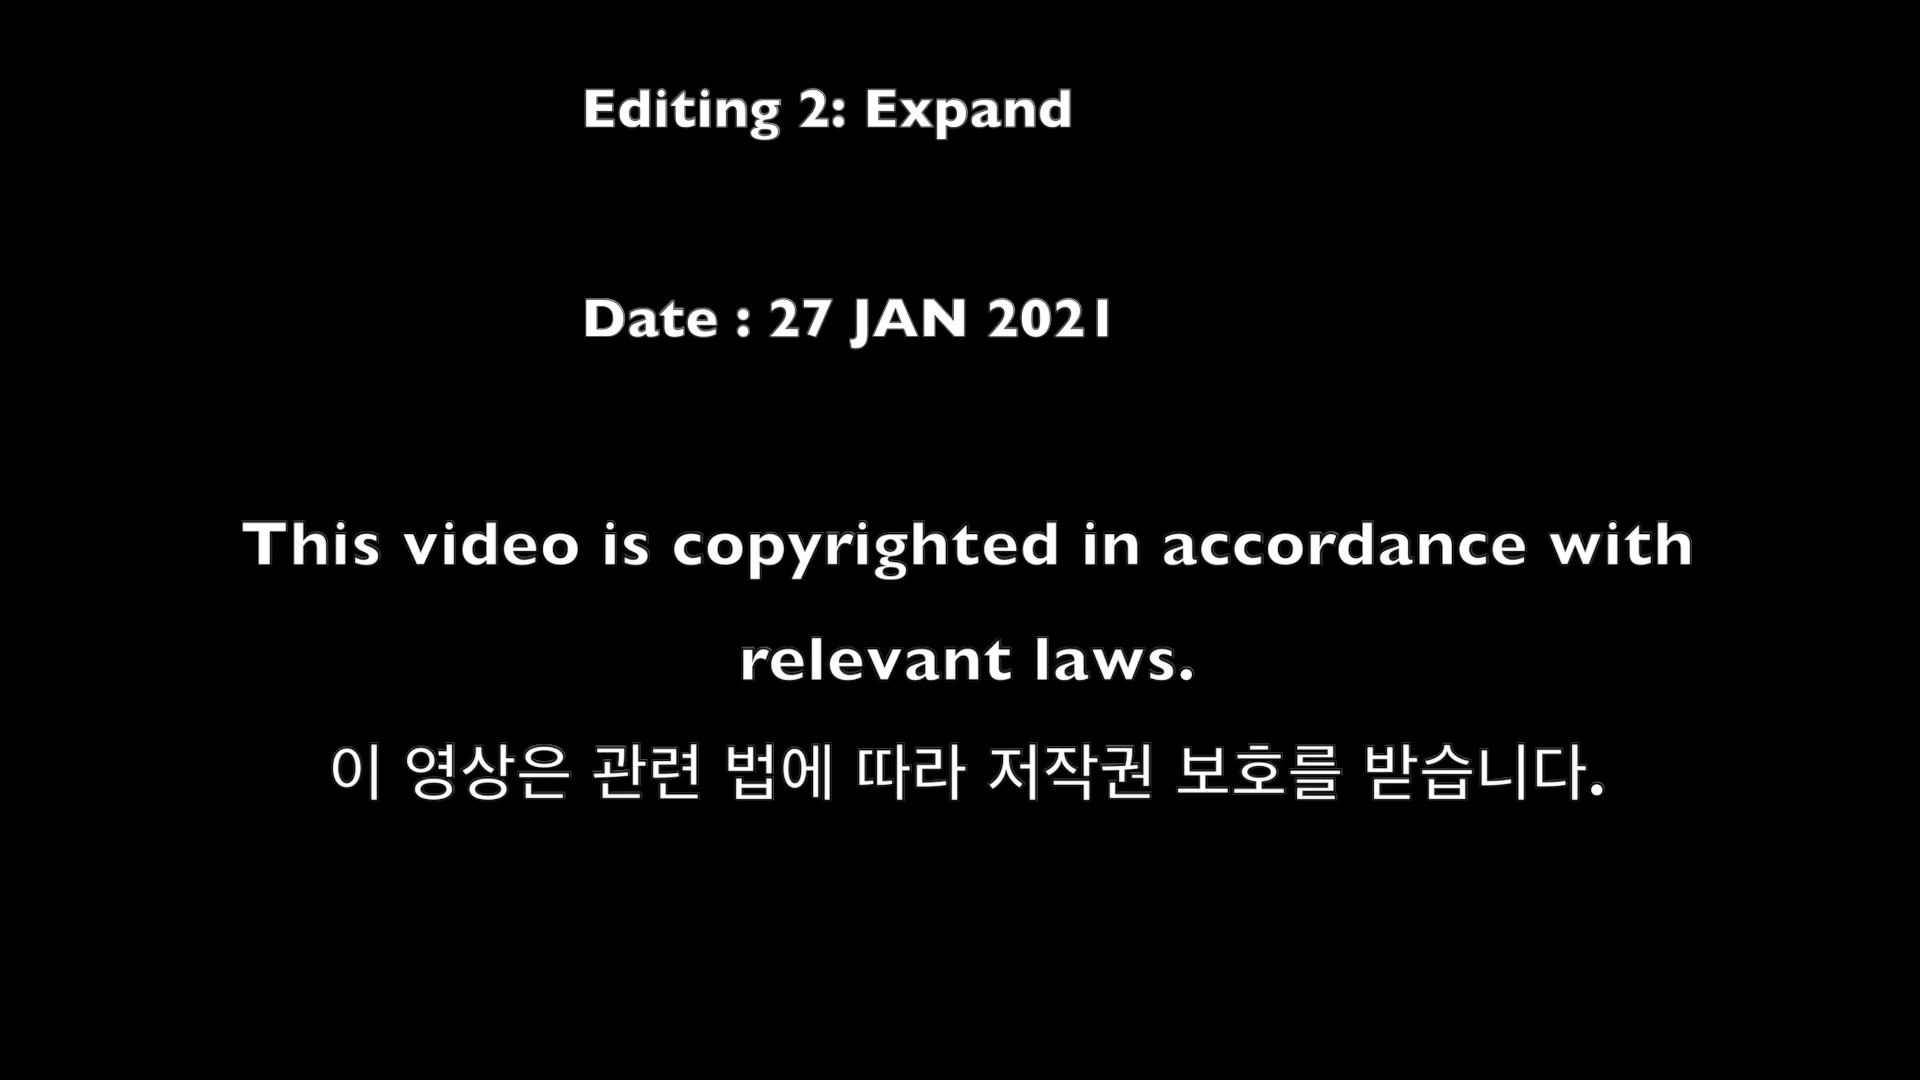 Editing 2: Expand
Date : 27 JAN 2021
This video is copyrighted in accordance with
relevant laws.
이 영상은 관련 법에 따라 저작권 보호를 받습니다.